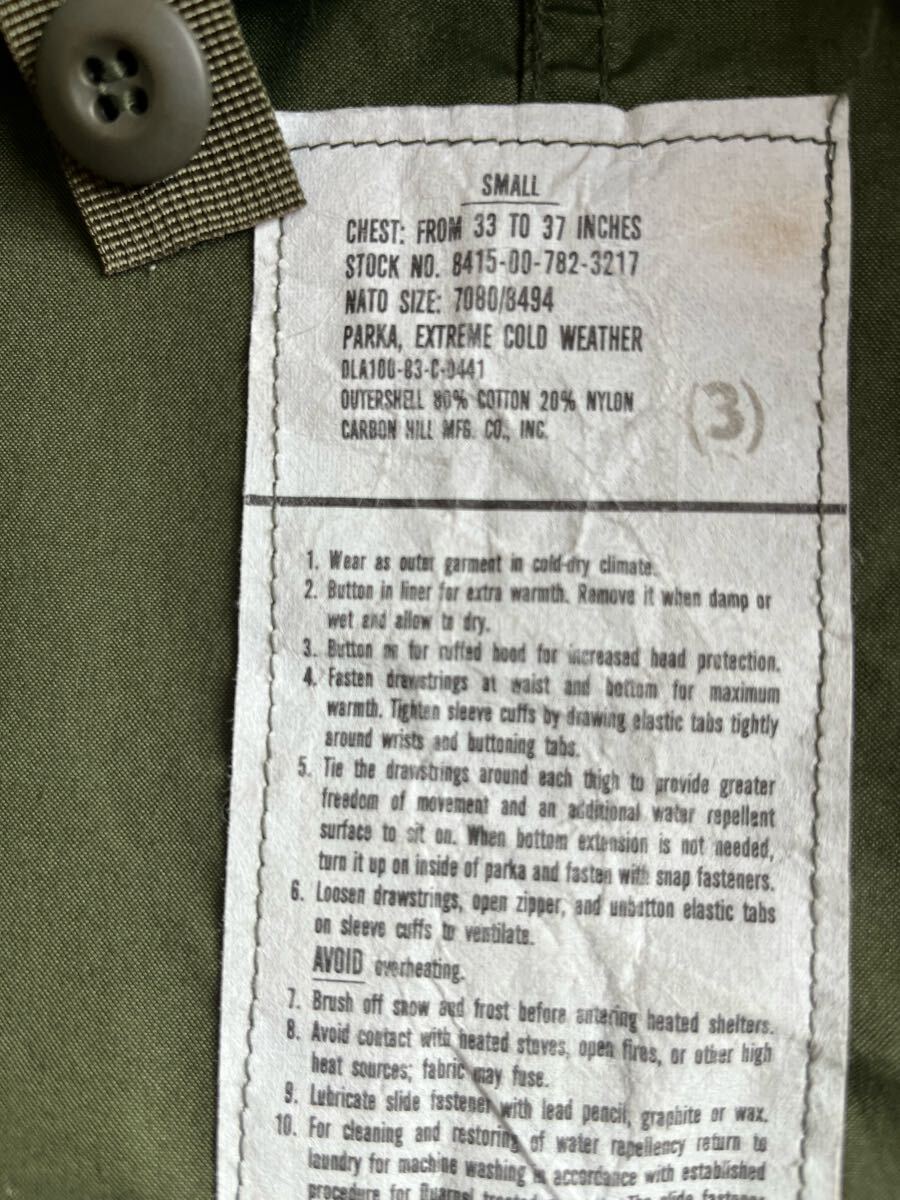 SMALL
CHEST: FROM 33 TO 37 INCHES
STOCK NO. 8415-00-782-3217
NATO SIZE: 7080/8494
PARKA, EXTREME COLD WEATHER
DLA100-83-C-0441
OUTERSHELL 80% COTTON 20% NYLON
CARBON HILL MFG. CO., INC.
(3)
1. Wear as outer garment in cold-dry climate.
2. Button in liner for extra warmth. Remove it when damp or
wet and allow to dry.
3. Button on fur ruffed hood for increased head protection.
4. Fasten drawstrings at waist and bottom for maximum
warmth. Tighten sleeve cuffs by drawing elastic tabs tightly
around wrists and buttoning tabs.
5. Tie the drawstrings around each thigh to provide greater
freedom of movement and an additional water repellent
surface to sit on. When bottom extension is not needed,
turn it up on inside of parka and fasten with snap fasteners.
6. Loosen drawstrings, open zipper, and unbutton elastic tabs
on sleeve cuffs to ventilate.
AVOID overheating.
7. Brush off snow and frost before entering heated shelters.
8. Avoid contact with heated stoves, open fires, or other high
heat sources; fabric may fuse.
9. Lubricate slide fastener with lead pencil, graphite or wax.
10. For cleaning and restoring of water repellency return to
laundry for machine washing in accordance with established
procedure for Quarpel treated The slide fastener